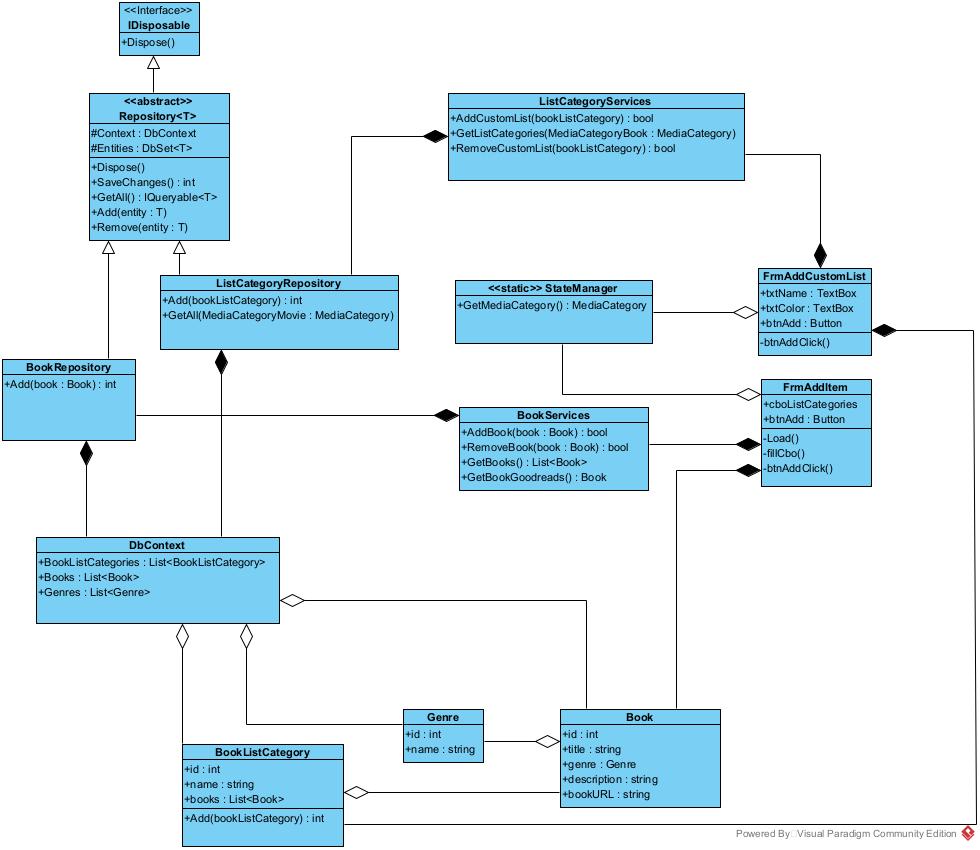 <<Interface>>
IDisposable
+Dispose()
<<abstract>>
Repository<T>
#Context : DbContext
#Entities : DbSet<T>
+Dispose()
+SaveChanges() : int
+GetAll() : IQueryable<T>
+Add(entity : T)
+Remove(entity : T)
ListCategoryServices
+AddCustomList(bookListCategory) : bool
+GetListCategories(MediaCategoryBook : MediaCategory)
+RemoveCustomList(bookListCategory) : bool
ListCategoryRepository
+Add(bookListCategory) : int
+GetAll(MediaCategoryMovie : MediaCategory)
<<static>> StateManager
+GetMediaCategory() : MediaCategory
FrmAddCustomList
+txtName : TextBox
+txtColor : TextBox
+btnAdd : Button
-btnAddClick()
BookRepository
+Add(book : Book) : int
BookServices
+AddBook(book : Book) : bool
+RemoveBook(book : Book) : bool
+GetBooks() : List<Book>
+GetBookGoodreads() : Book
FrmAddItem
+cboListCategories
+btnAdd : Button
-Load()
-fillCbo()
-btnAddClick()
DbContext
+BookListCategories : List<BookListCategory>
+Books : List<Book>
+Genres : List<Genre>
Genre
+id : int
+name : string
Book
+id : int
+title : string
+genre : Genre
+description : string
+bookURL : string
BookListCategory
+id : int
+name : string
+books : List<Book>
+Add(bookListCategory) : int
Powered By Visual Paradigm Community Edition